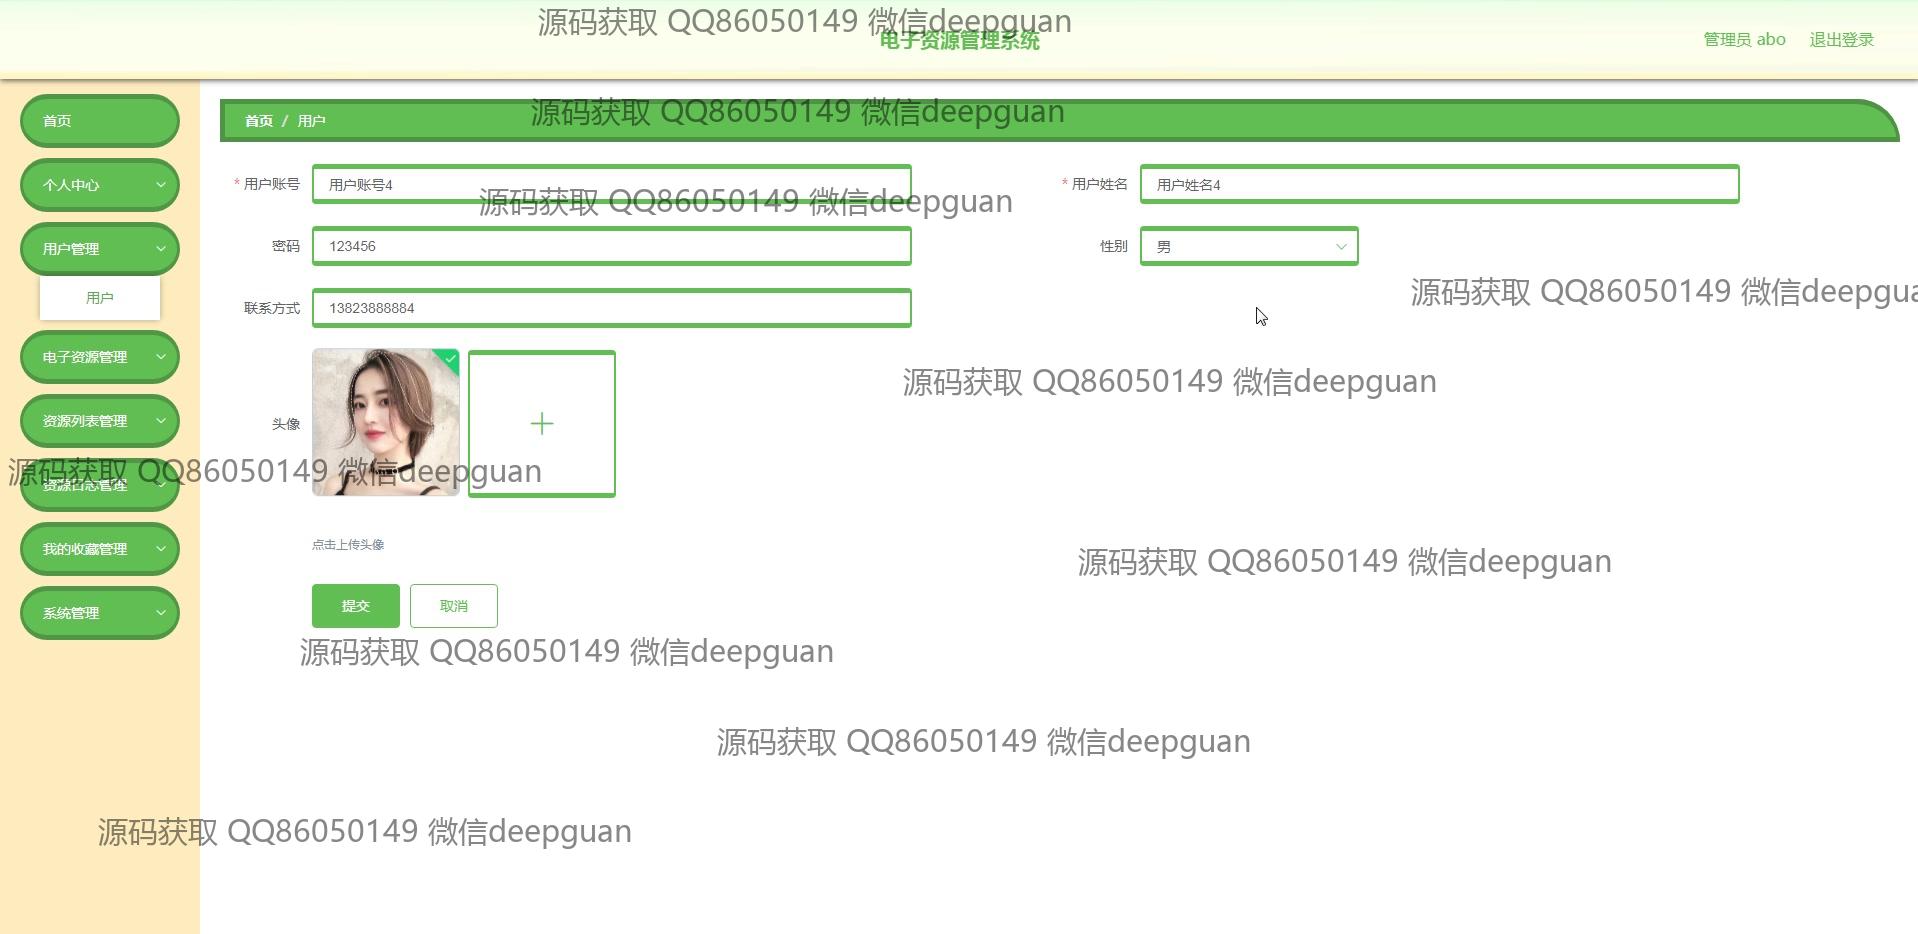 源码获取 QQ86050149 微信deepguan
电子资源管理系统
管理员 abo
退出登录
首页
首页 / 用户
源码获取 QQ86050149 微信deepguan
个人中心
* 用户账号
用户账号4
* 用户姓名
用户姓名4
源码获取 QQ86050149 微信deepguan
用户管理
密码
123456
性别
男
用户
联系方式
13823888884
源码获取 QQ86050149 微信deepgua
电子资源管理
源码获取 QQ86050149 微信deepguan
资源列表管理
头像
源码获取 QQ86050149 微信deepguan
资源日志管理
我的收藏管理
点击上传头像
源码获取 QQ86050149 微信deepguan
系统管理
提交
取消
源码获取 QQ86050149 微信deepguan
源码获取 QQ86050149 微信deepguan
源码获取 QQ86050149 微信deepguan